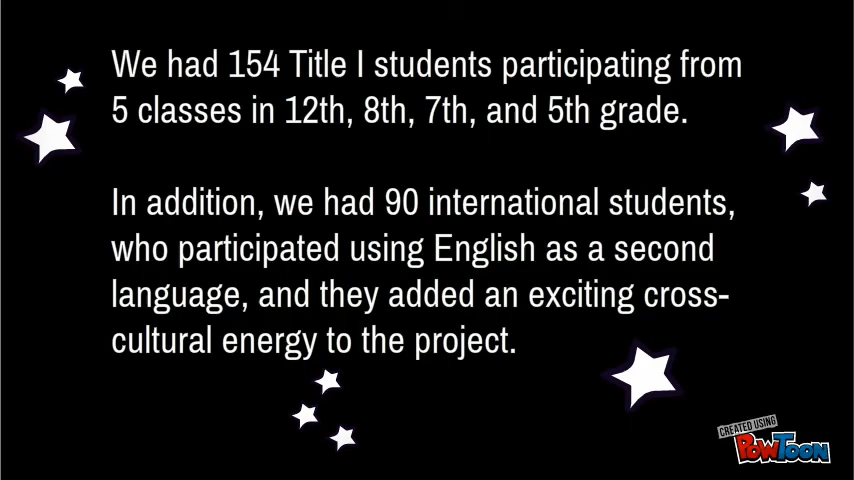 We had 154 Title I students participating from
5 classes in 12th, 8th, 7th, and 5th grade.
In addition, we had 90 international students,
who participated using English as a second
language, and they added an exciting cross-
cultural energy to the project.
CREATED USING
POWTOON